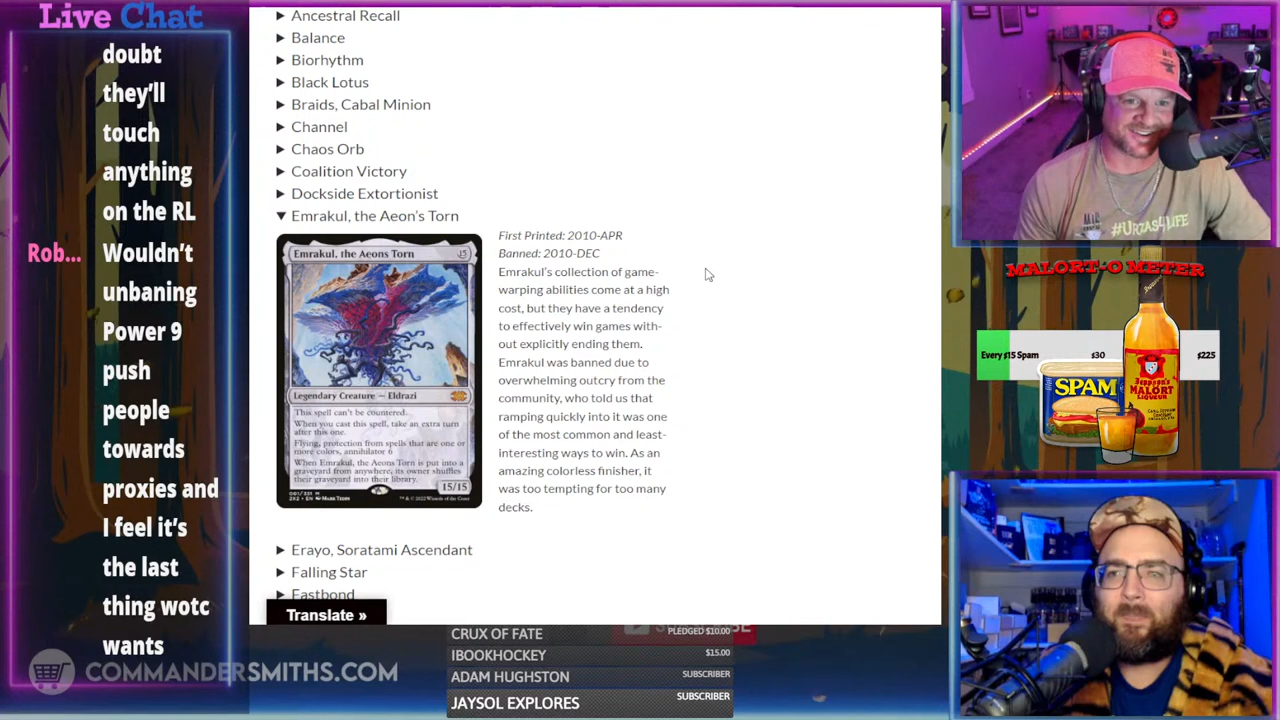 Live Chat
doubt
they'll
touch
anything
on the RL
Rob... Wouldn't
unbaning
Power 9
push
people
towards
proxies and
I feel it's
the last
thing wotc
wants
COMMANDERSMITHS.COM
▶ Ancestral Recall
▶ Balance
▶ Biorhythm
▶ Black Lotus
▶ Braids, Cabal Minion
▶ Channel
▶ Chaos Orb
▶ Coalition Victory
▶ Dockside Extortionist
▼ Emrakul, the Aeon's Torn
Emrakul, the Aeons Torn 15
Legendary Creature — Eldrazi
This spell can't be countered.
When you cast this spell, take an extra turn
after this one.
Flying, protection from spells that are one or
more colors, annihilator 6
When Emrakul, the Aeons Torn is put into a
graveyard from anywhere, its owner shuffles
their graveyard into their library.
15/15
First Printed: 2010-APR
Banned: 2010-DEC
Emrakul's collection of game-
warping abilities come at a high
cost, but they have a tendency
to effectively win games with-
out explicitly ending them.
Emrakul was banned due to
overwhelming outcry from the
community, who told us that
ramping quickly into it was one
of the most common and least-
interesting ways to win. As an
amazing colorless finisher, it
was too tempting for too many
decks.
▶ Erayo, Soratami Ascendant
▶ Falling Star
▶ Fastbond
Translate »
CRUX OF FATE PLEDGED $10.00
IBOOKHOCKEY $15.00
ADAM HUGHSTON SUBSCRIBER
JAYSOL EXPLORES SUBSCRIBER
#URZAS4LIFE
MALORT-O METER
Every $15 Spam $30 $225
SPAM
MALÖRT
LIQUEUR